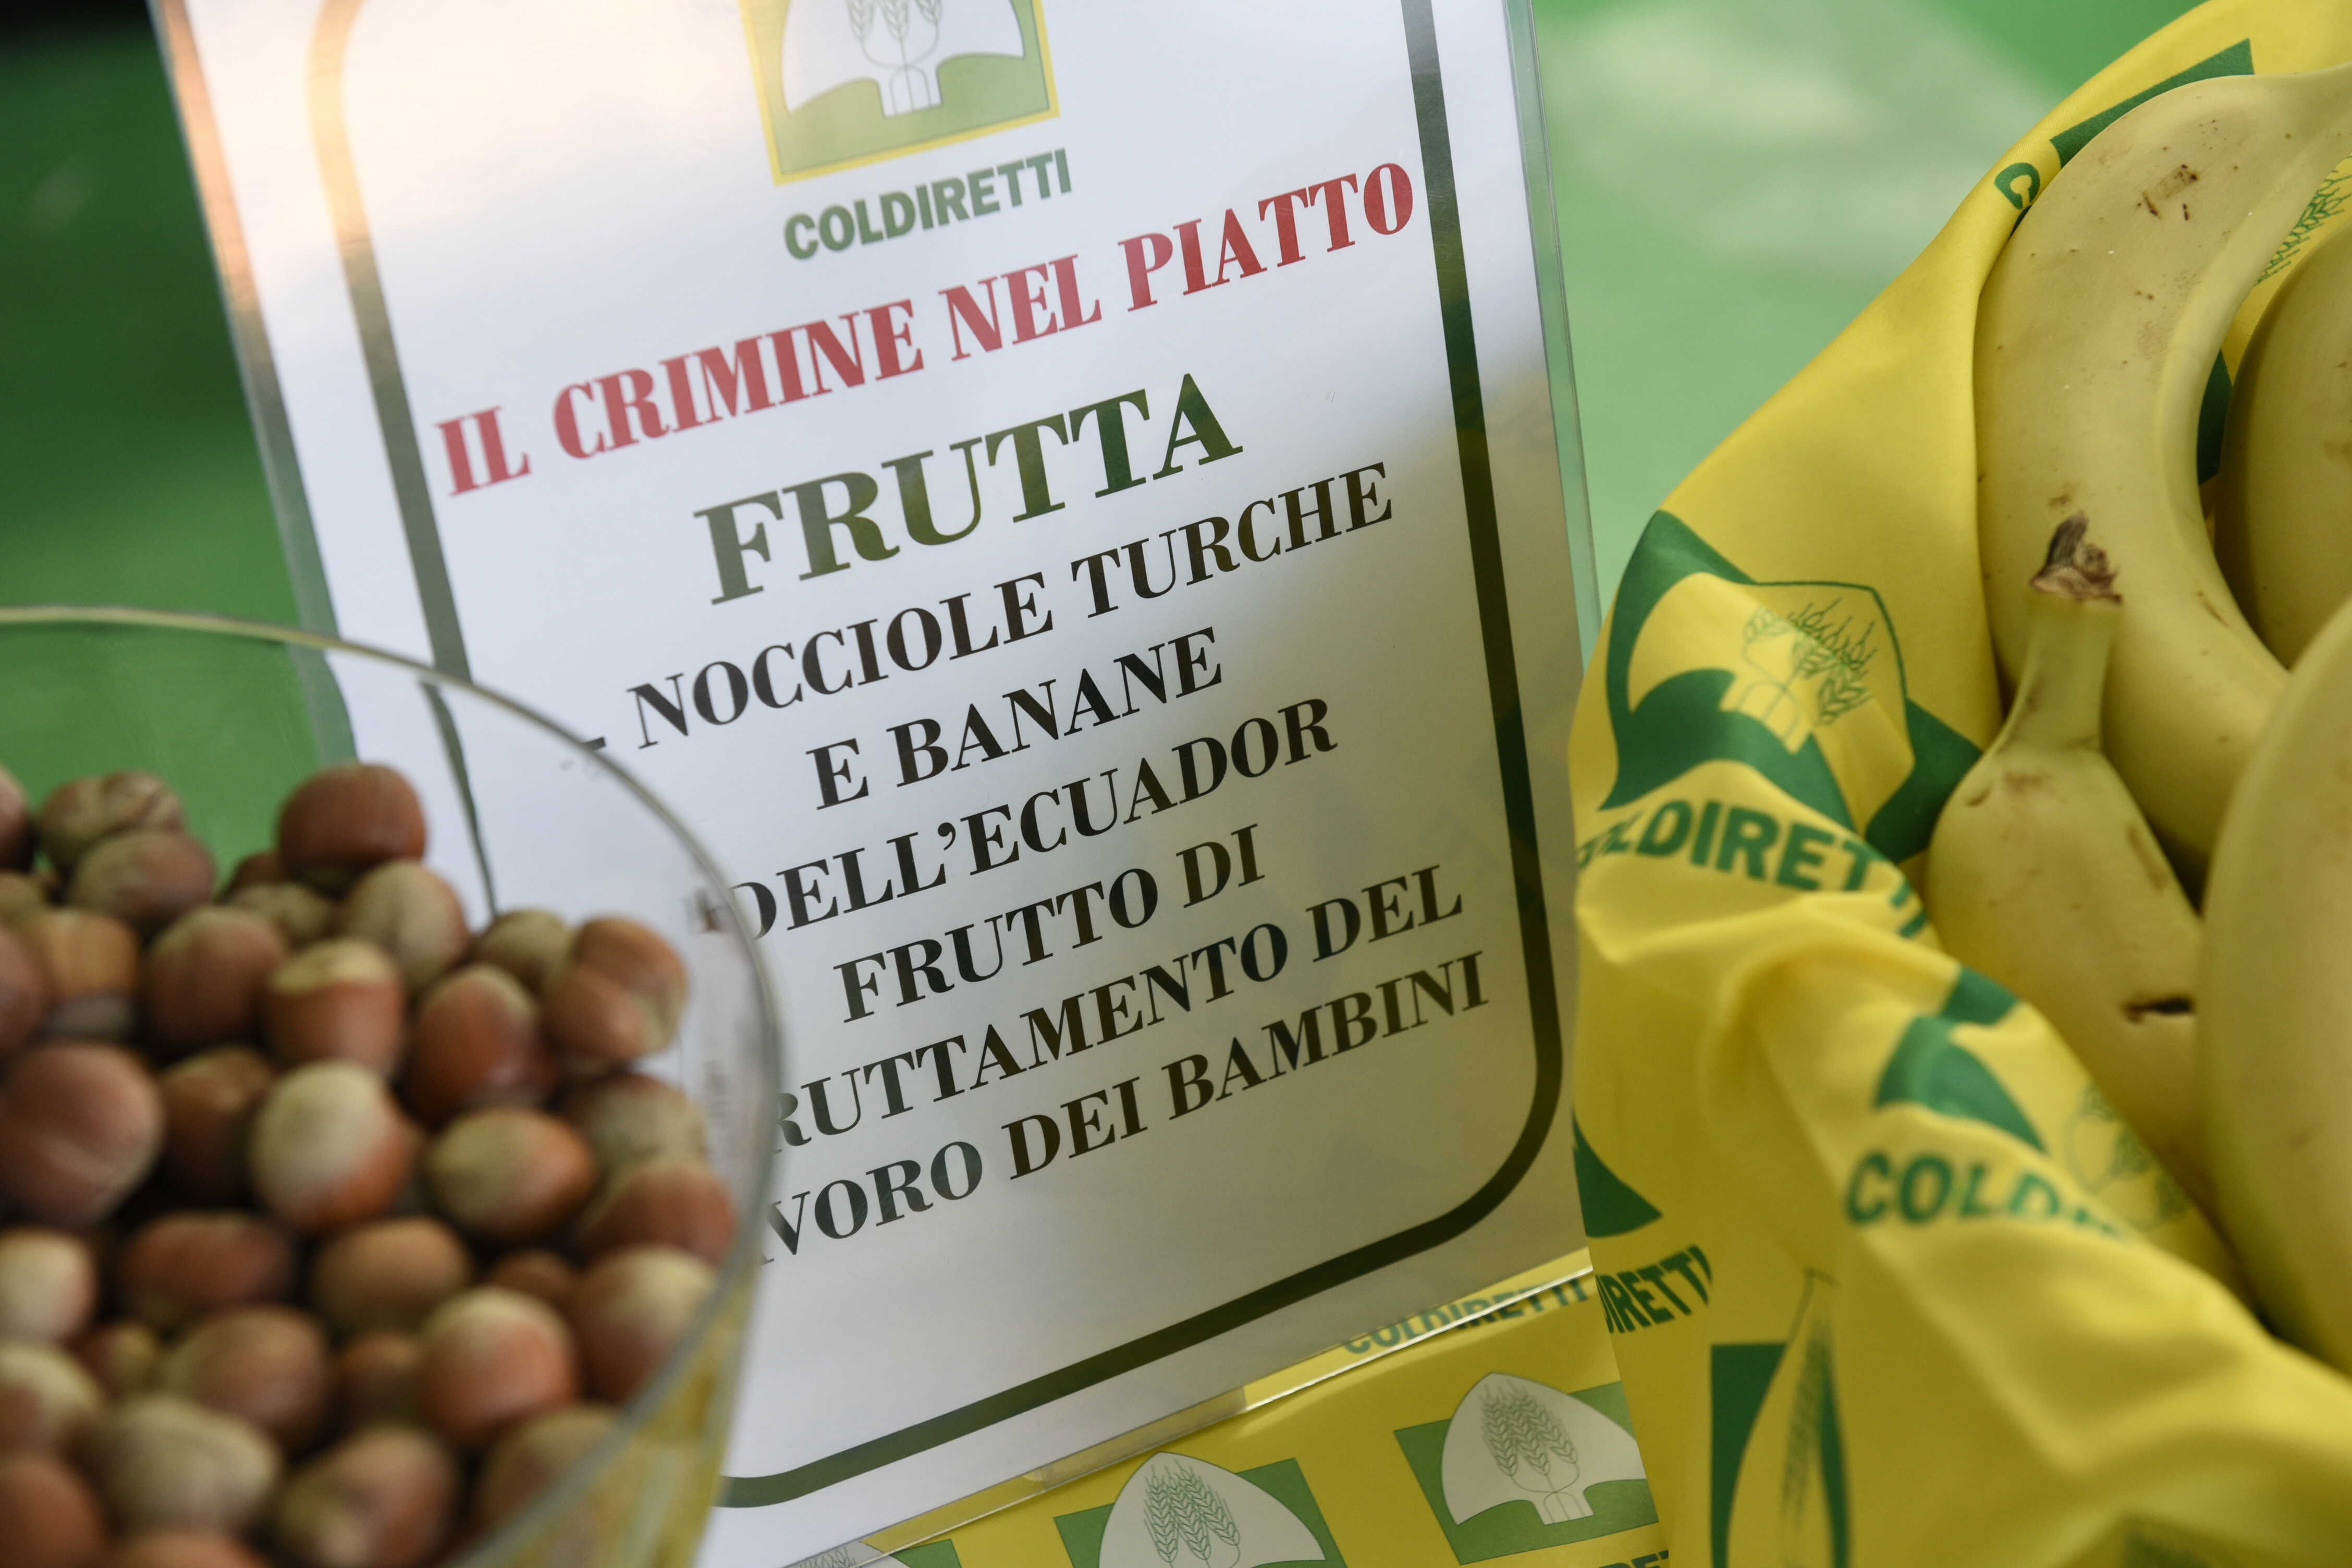 COLDIRETTI
IL CRIMINE NEL PIATTO
FRUTTA
- NOCCIOLE TURCHE
E BANANE
DELL'ECUADOR
FRUTTO DI
RUTTAMENTO DEL
VORO DEI BAMBINI
COLDIRETTI
COLDIRETTI